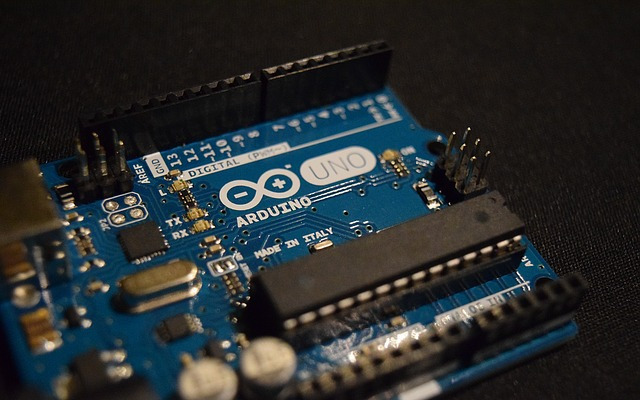 AREF
GND
13
12
~11
~10
~9
8
7
~6
~5
4
~3
2
DIGITAL (PWM~)
L
TX
RX
UNO
ARDUINO
MADE IN ITALY